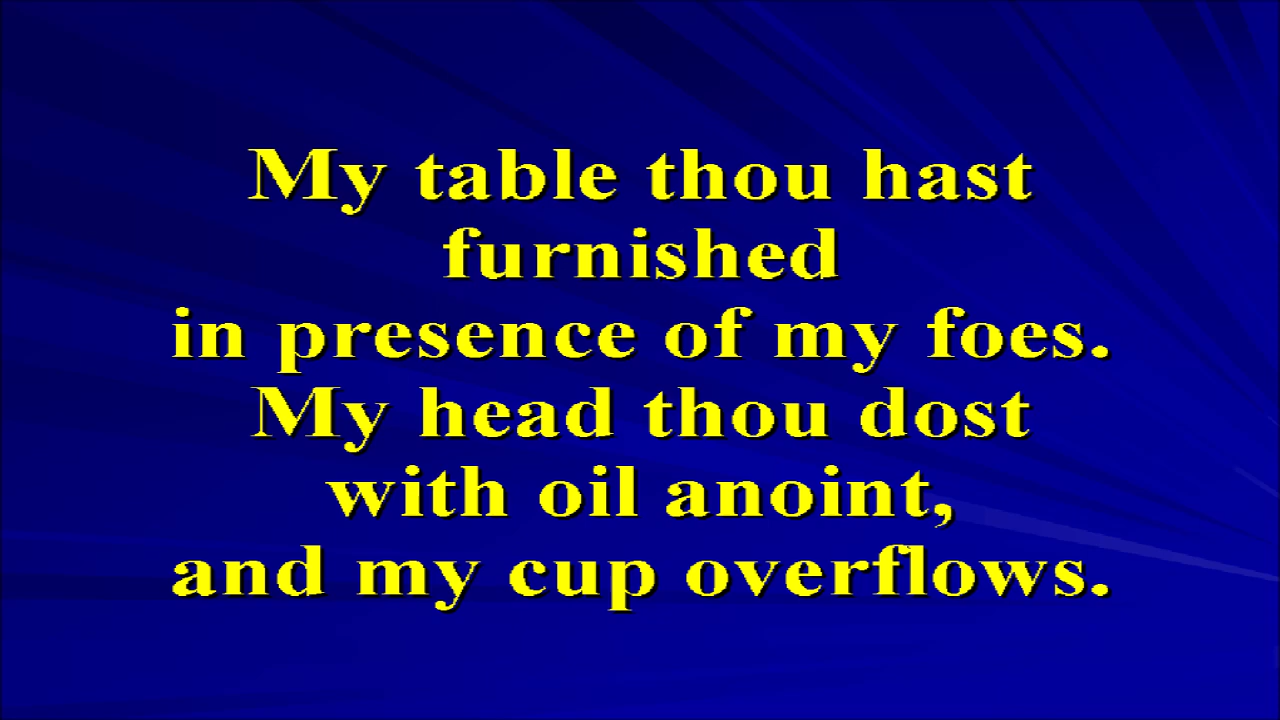 My table thou hast
furnished
in presence of my foes.
My head thou dost
with oil anoint,
and my cup overflows.